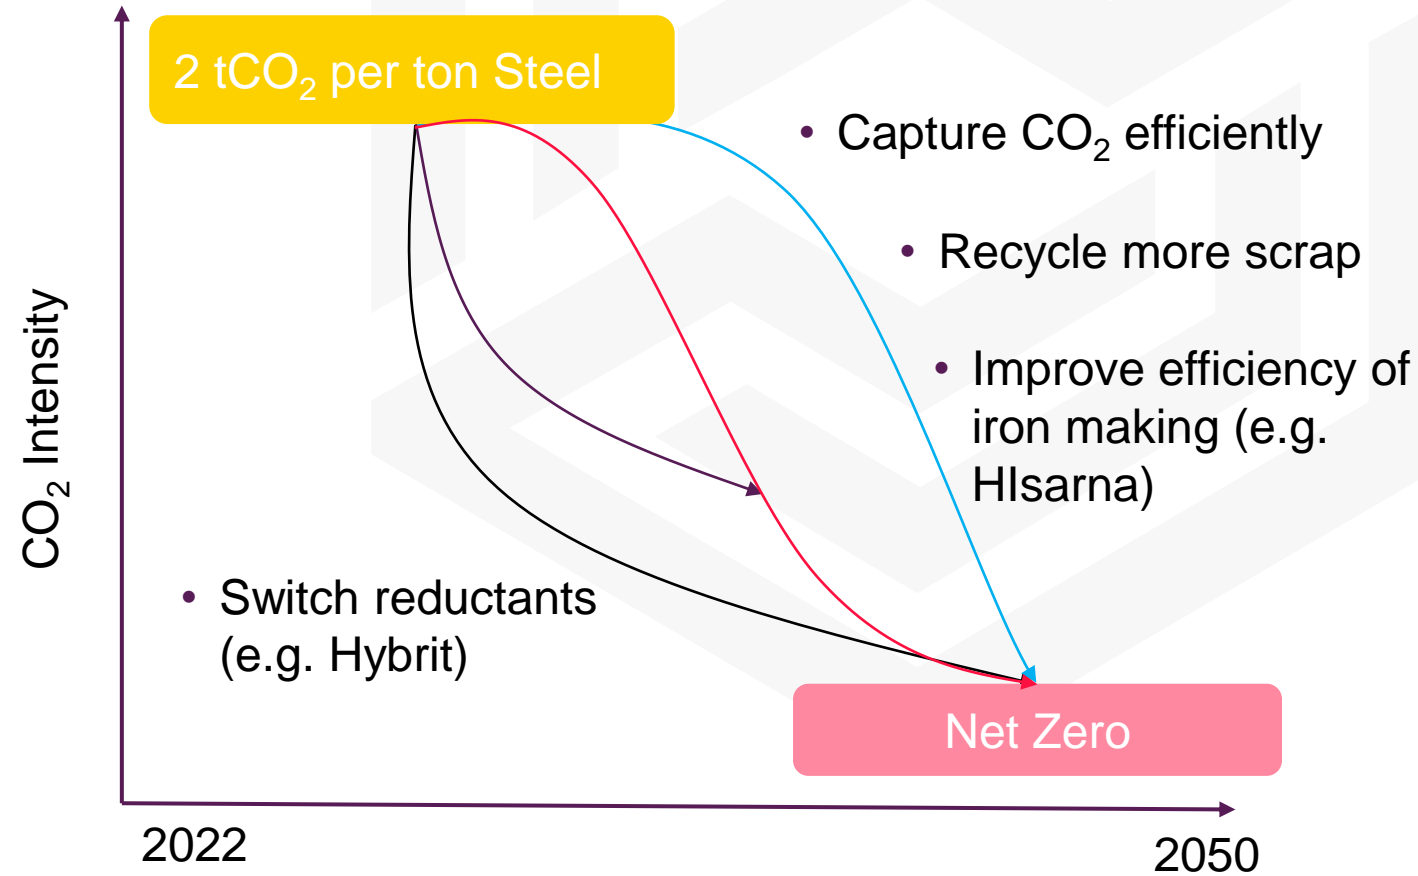 2 tCO₂ per ton Steel
• Capture CO₂ efficiently
• Recycle more scrap
• Improve efficiency of
iron making (e.g.
HIsarna)
CO₂ Intensity
• Switch reductants
(e.g. Hybrit)
Net Zero
2022
2050